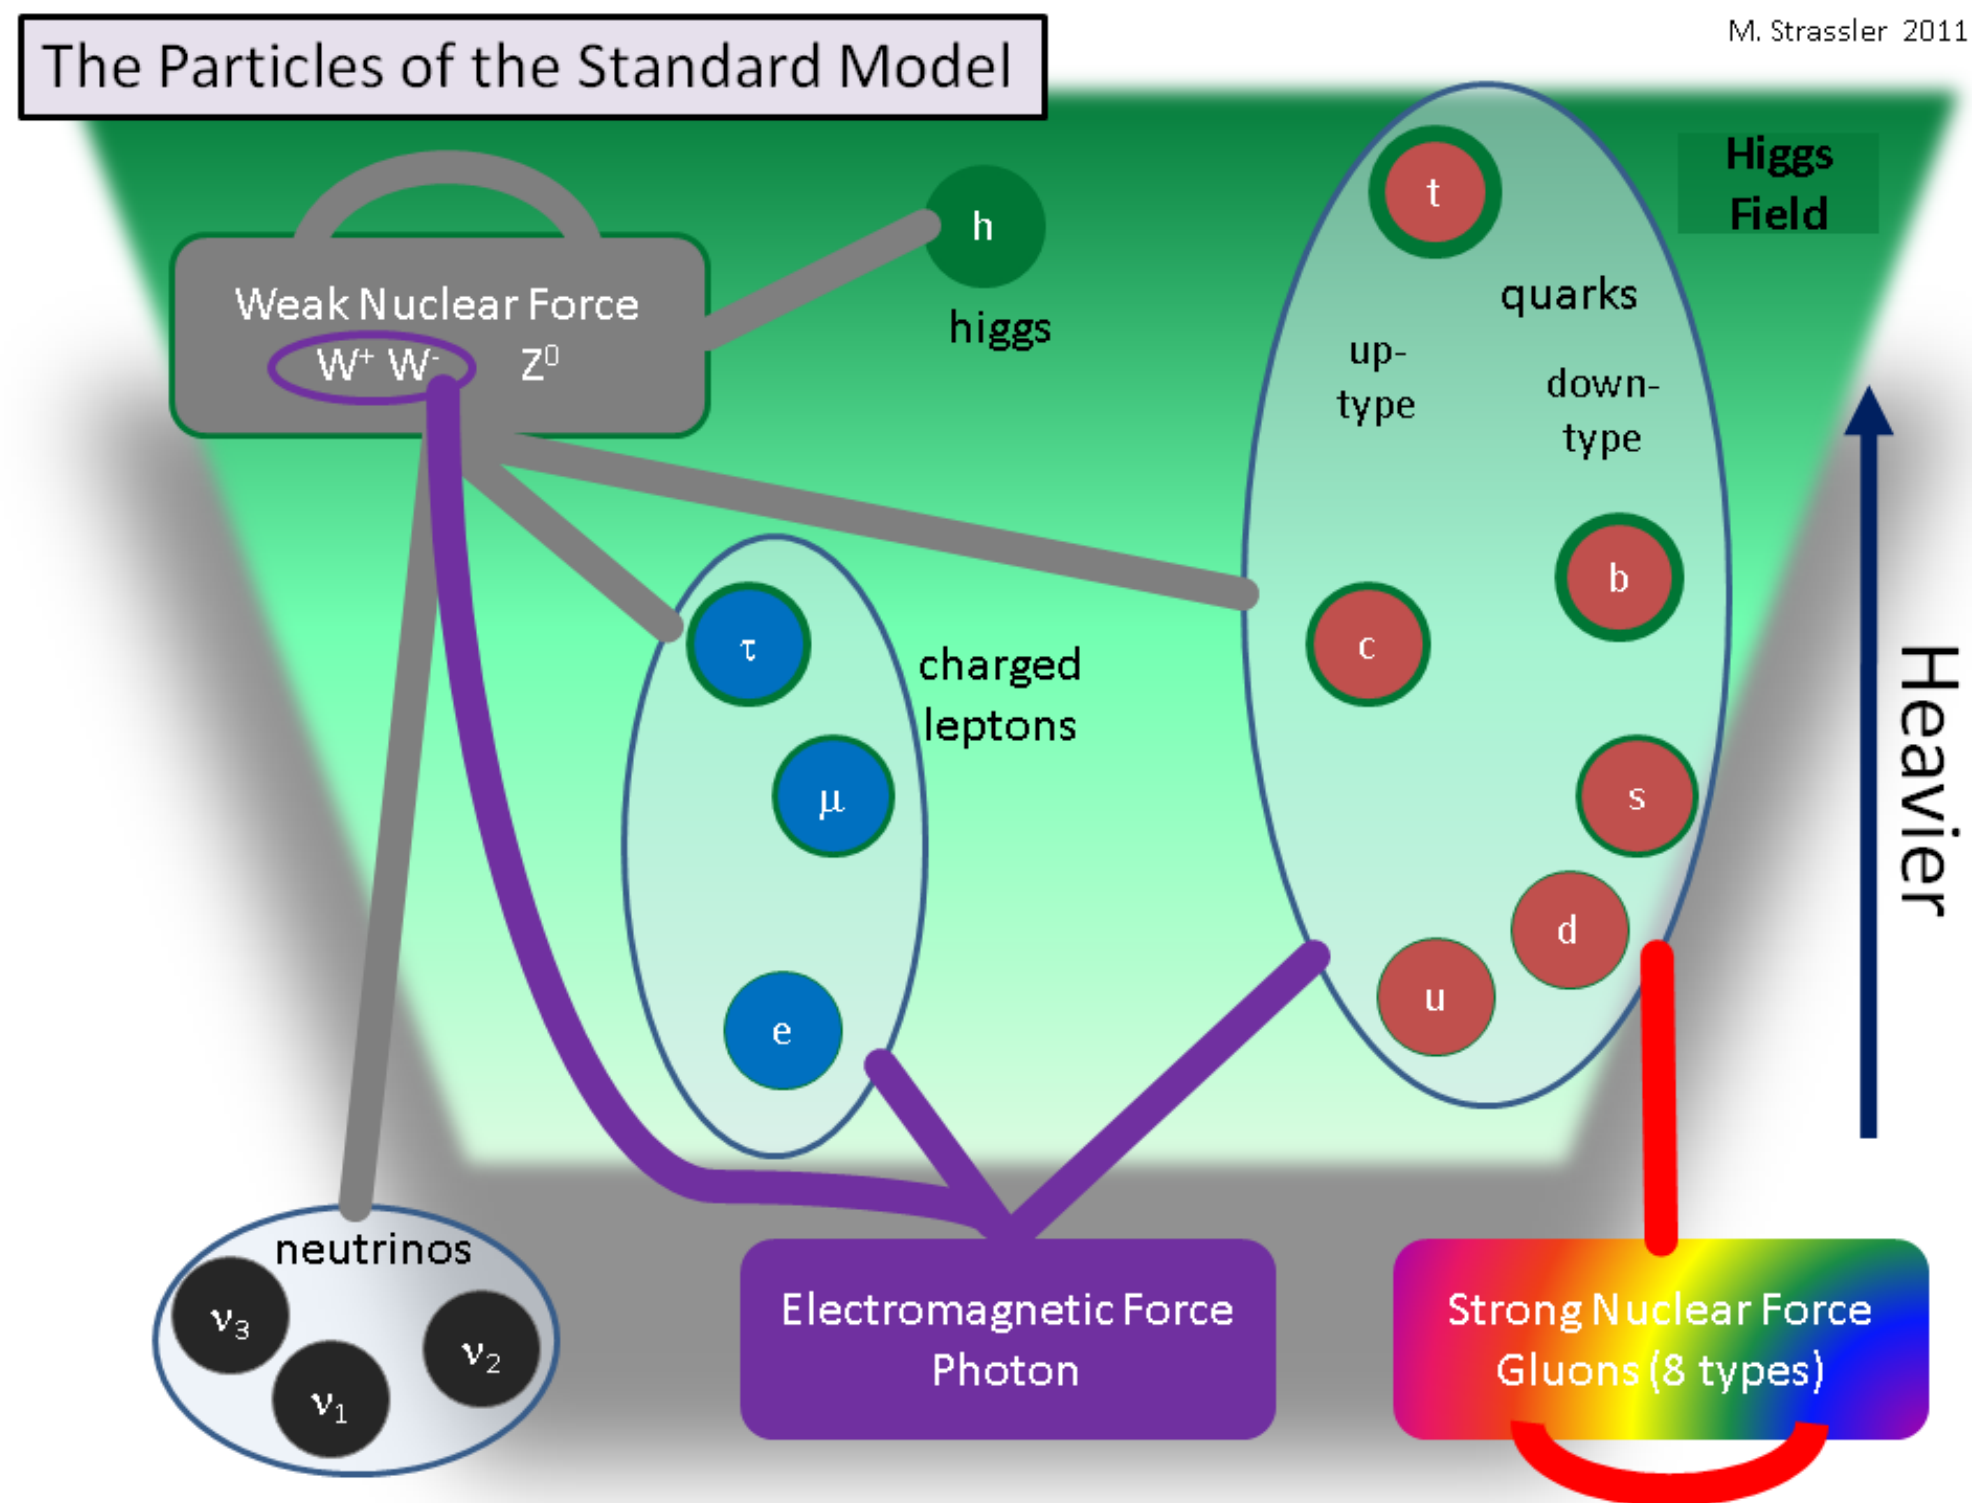 The Particles of the Standard Model
M. Strassler 2011
Higgs
Field
t
h
higgs
quarks
up-
type
down-
type
Weak Nuclear Force
W⁺ W⁻ Z⁰
b
c
τ
charged
leptons
μ
s
d
u
e
Heavier
neutrinos
ν₃
ν₂
ν₁
Electromagnetic Force
Photon
Strong Nuclear Force
Gluons (8 types)